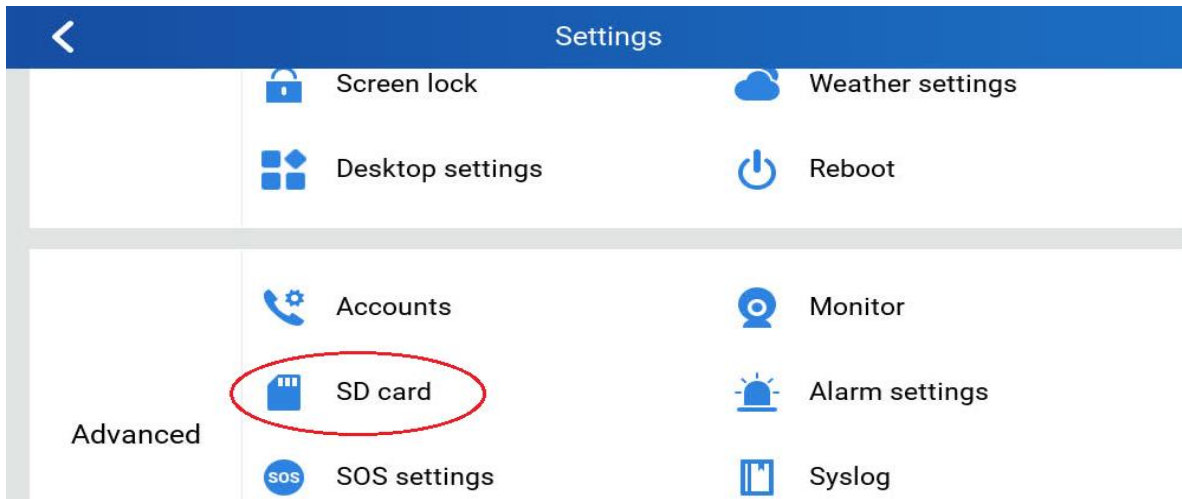 Settings
Screen lock
Weather settings
Desktop settings
Reboot
Advanced
Accounts
Monitor
SD card
Alarm settings
SOS SOS settings
Syslog